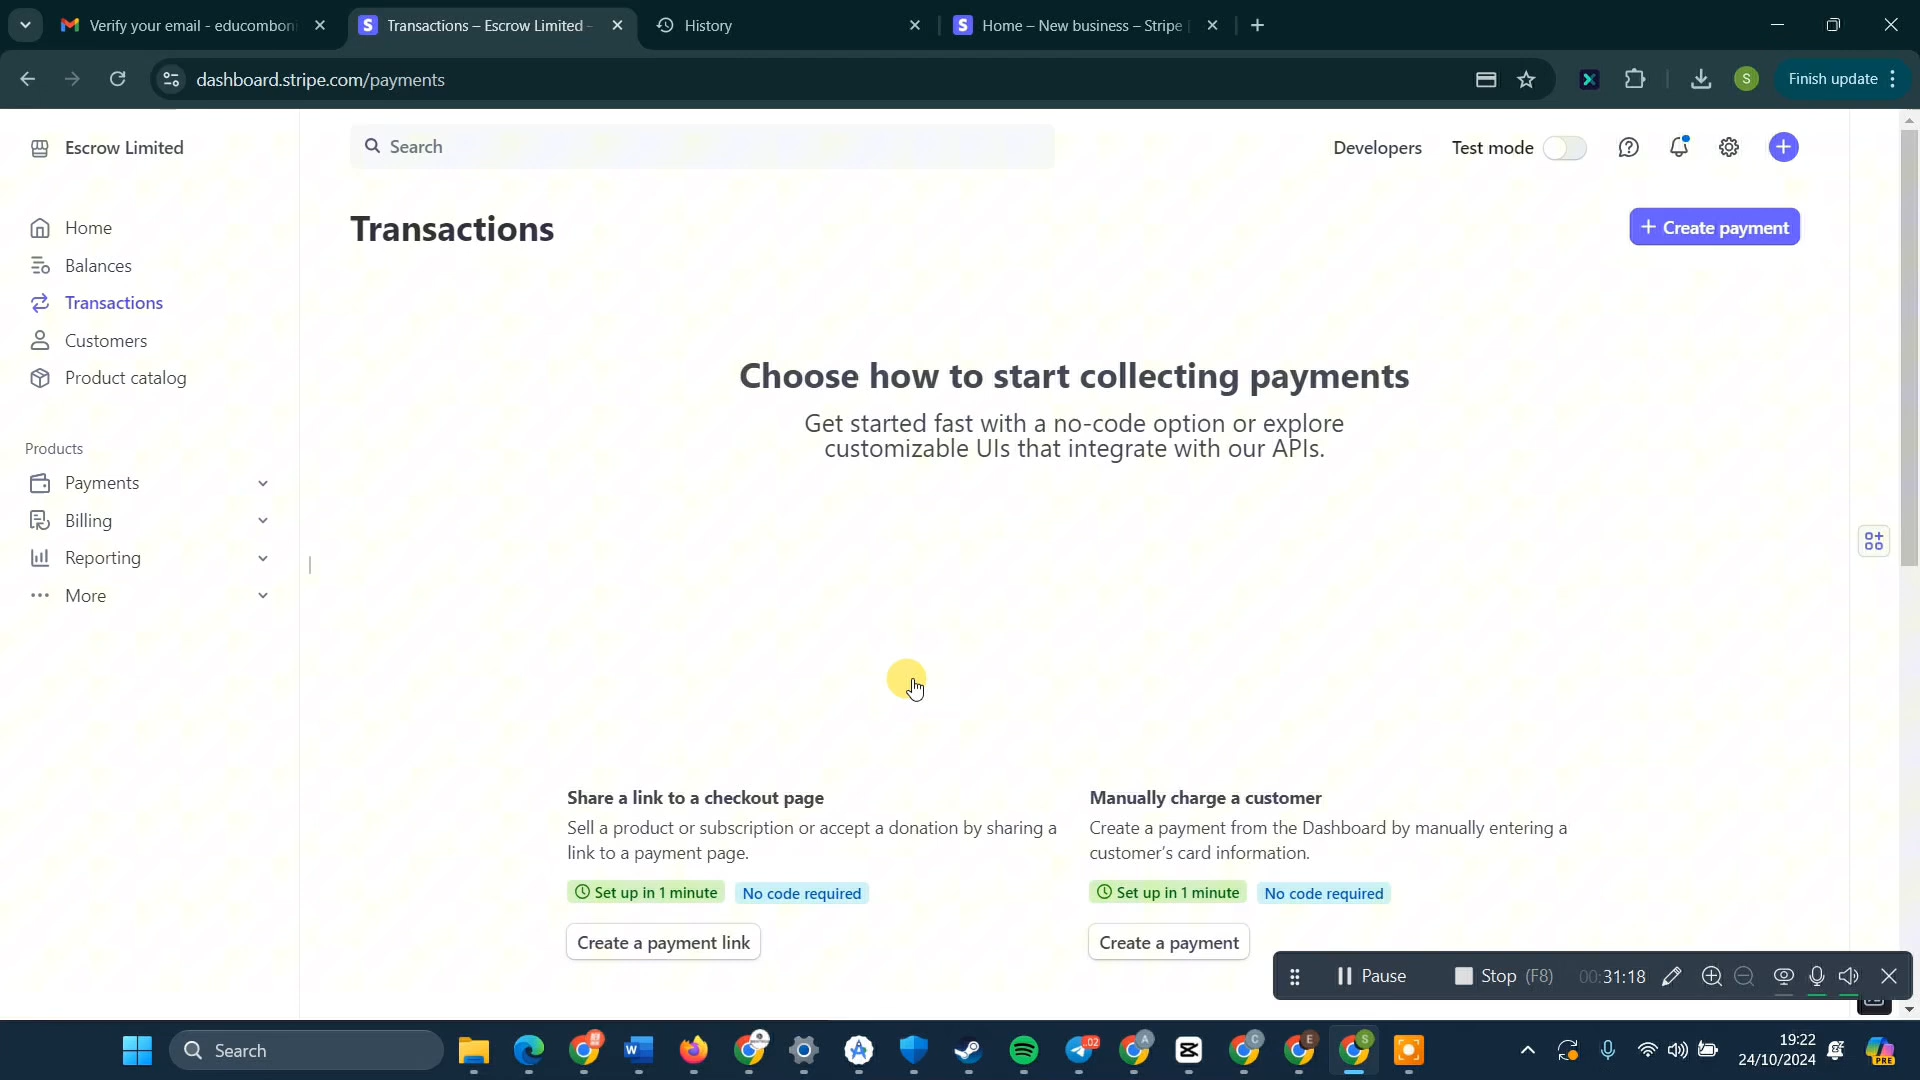 Verify your email - educomboni
Transactions – Escrow Limited –
History
Home – New business – Stripe
dashboard.stripe.com/payments
S
Finish update
Escrow Limited
Search
Developers
Test mode
Home
Balances
Transactions
Customers
Product catalog
Products
Payments
Billing
Reporting
More
Transactions
Create payment
Choose how to start collecting payments
Get started fast with a no-code option or explore
customizable UIs that integrate with our APIs.
Share a link to a checkout page
Sell a product or subscription or accept a donation by sharing a
link to a payment page.
Set up in 1 minute
No code required
Create a payment link
Manually charge a customer
Create a payment from the Dashboard by manually entering a
customer's card information.
Set up in 1 minute
No code required
Create a payment
Pause
Stop (F8)
00:31:18
Search
19:22
24/10/2024